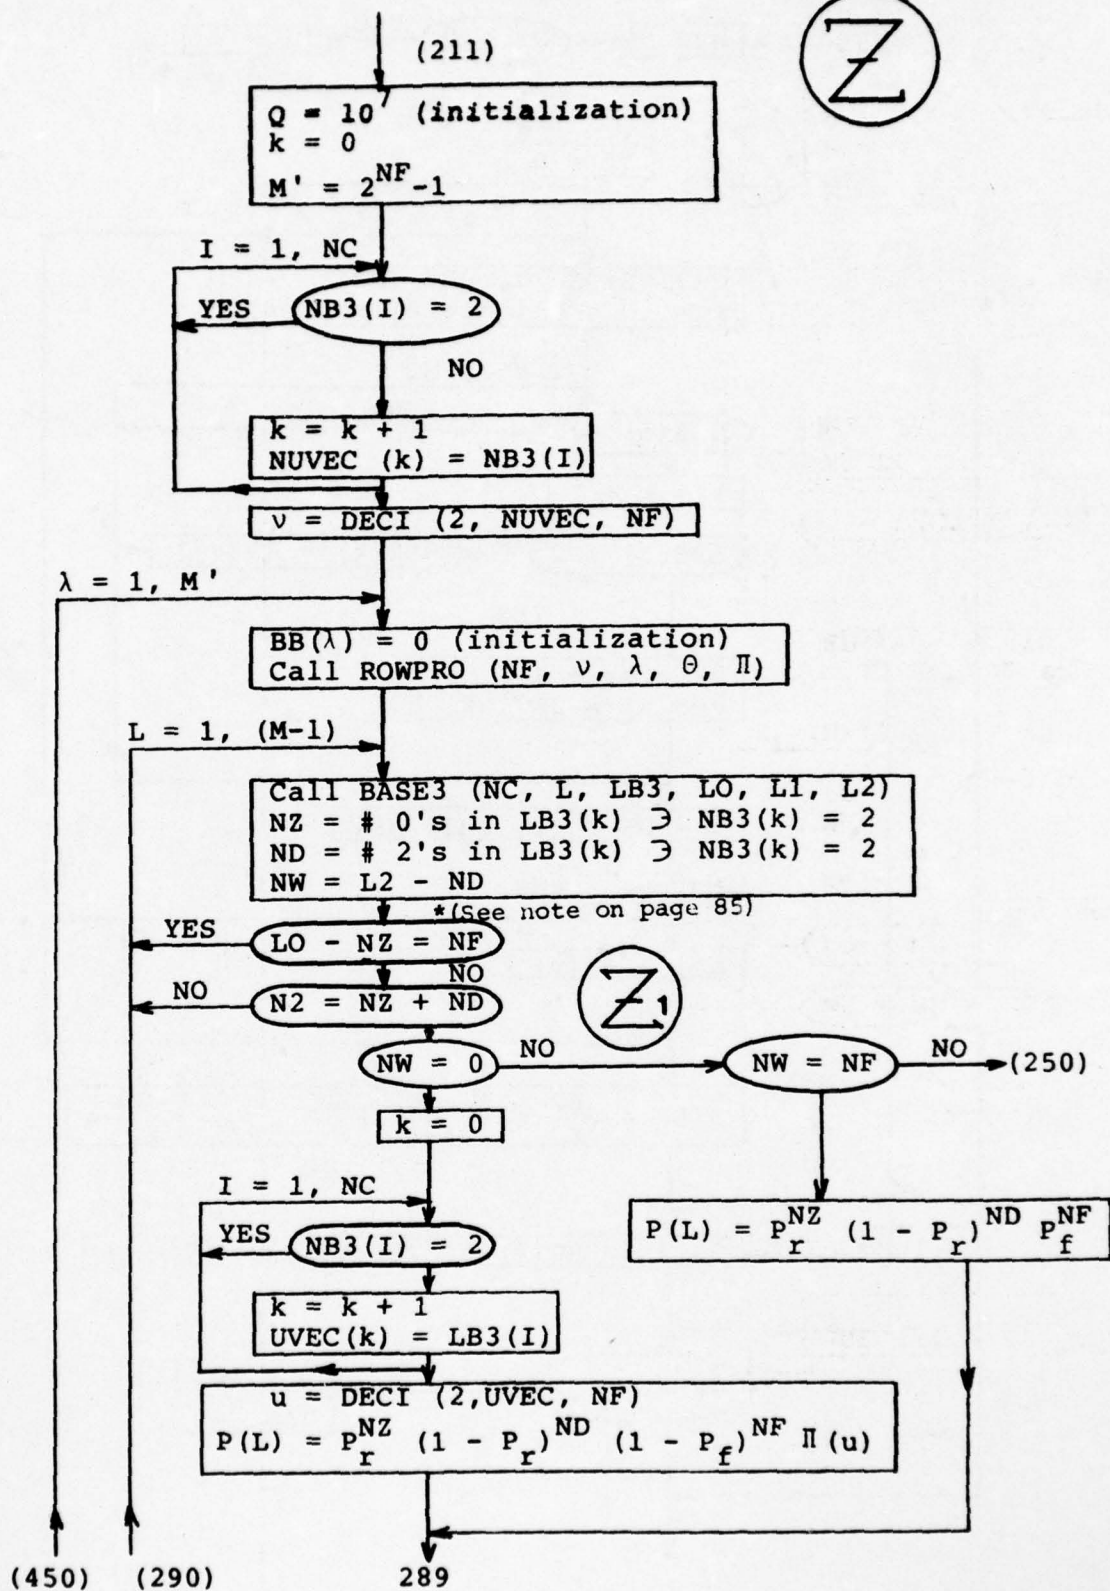 (211)
Z
Q = 10^7 (initialization)
k = 0
M' = 2^NF -1
I = 1, NC
YES
NB3(I) = 2
NO
k = k + 1
NUVEC (k) = NB3(I)
ν = DECI (2, NUVEC, NF)
λ = 1, M'
BB(λ) = 0 (initialization)
Call ROWPRO (NF, ν, λ, Θ, Π)
L = 1, (M-1)
Call BASE3 (NC, L, LB3, LO, L1, L2)
NZ = # 0's in LB3(k) ∋ NB3(k) = 2
ND = # 2's in LB3(k) ∋ NB3(k) = 2
NW = L2 - ND
*(See note on page 85)
YES
LO - NZ = NF
NO
NO
N2 = NZ + ND
Z1
NW = 0
NO
NW = NF
NO
(250)
k = 0
I = 1, NC
YES
NB3(I) = 2
P(L) = P_r^NZ (1 - P_r)^ND P_f^NF
k = k + 1
UVEC(k) = LB3(I)
u = DECI (2,UVEC, NF)
P(L) = P_r^NZ (1 - P_r)^ND (1 - P_f)^NF Π(u)
(450)
(290)
289